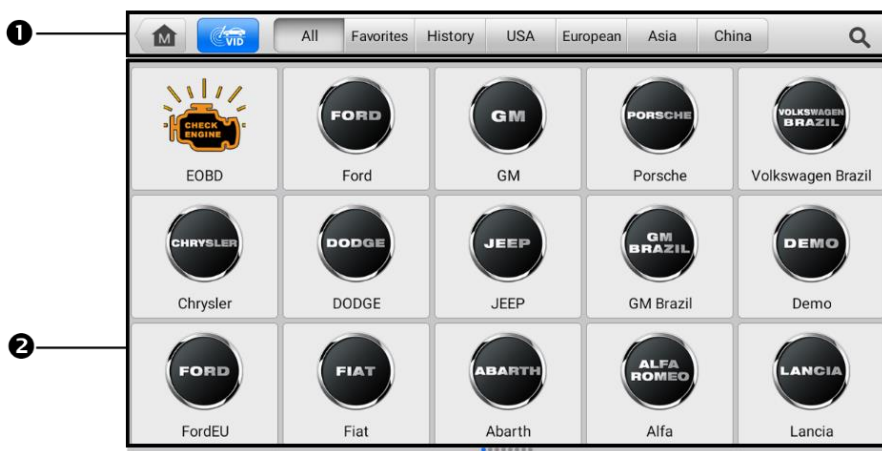 ❶
M
VID
All Favorites History USA European Asia China
CHECK
ENGINE
FORD
GM
PORSCHE
VOLKSWAGEN
BRAZIL
EOBD Ford GM Porsche Volkswagen Brazil
CHRYSLER
DODGE
JEEP
GM
BRAZIL
DEMO
Chrysler DODGE JEEP GM Brazil Demo
❷
FORD
FIAT
ABARTH
ALFA
ROMEO
LANCIA
FordEU Fiat Abarth Alfa Lancia